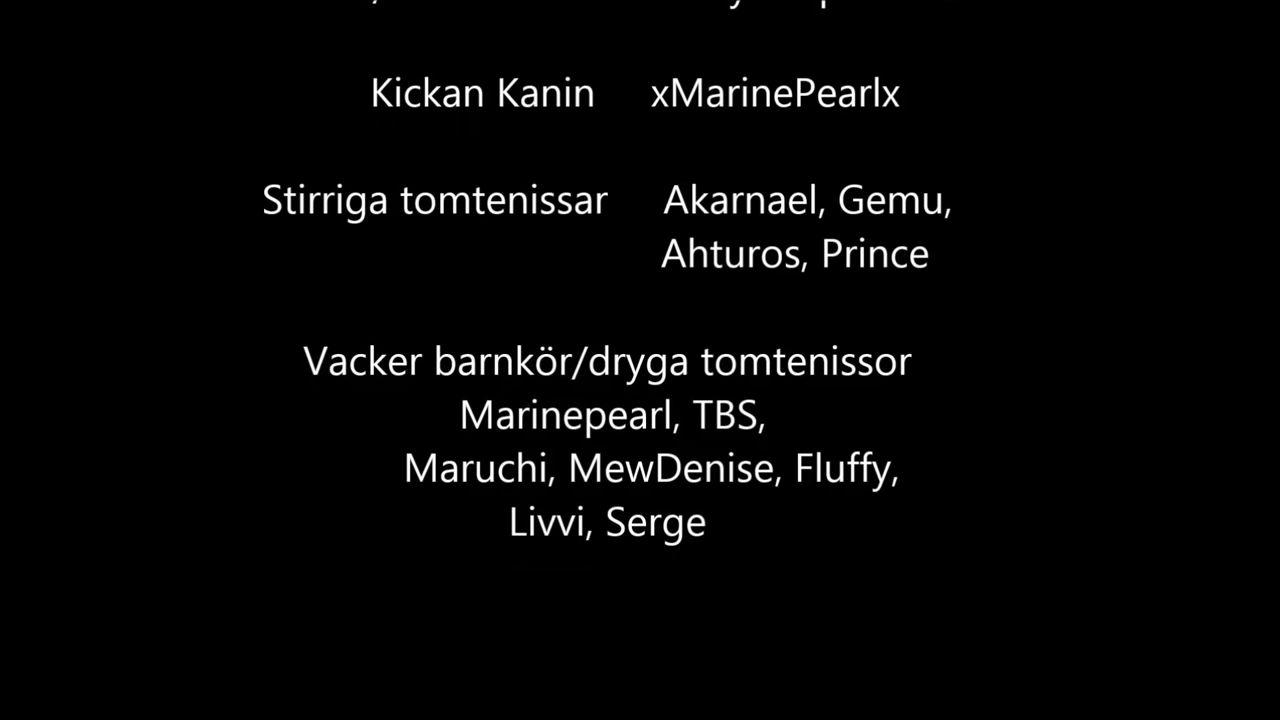 Kickan Kanin xMarinePearlx
Stirriga tomtenissar Akarnael, Gemu,
Ahturos, Prince
Vacker barnkör/dryga tomtenissor
Marinepearl, TBS,
Maruchi, MewDenise, Fluffy,
Livvi, Serge